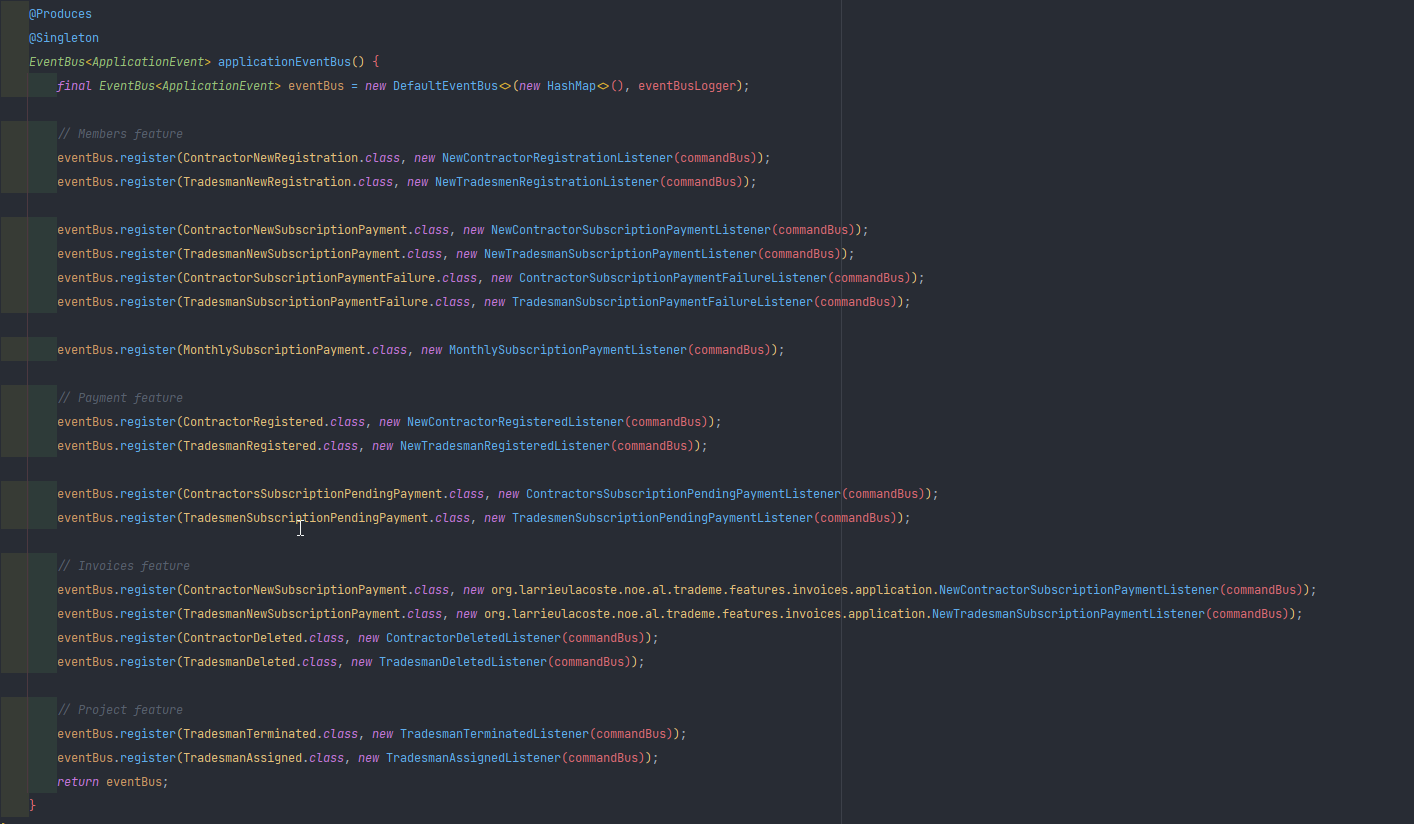 @Produces
@Singleton
EventBus<ApplicationEvent> applicationEventBus() {
final EventBus<ApplicationEvent> eventBus = new DefaultEventBus<>(new HashMap<>(), eventBusLogger);
// Members feature
eventBus.register(ContractorNewRegistration.class, new NewContractorRegistrationListener(commandBus));
eventBus.register(TradesmanNewRegistration.class, new NewTradesmenRegistrationListener(commandBus));
eventBus.register(ContractorNewSubscriptionPayment.class, new NewContractorSubscriptionPaymentListener(commandBus));
eventBus.register(TradesmanNewSubscriptionPayment.class, new NewTradesmanSubscriptionPaymentListener(commandBus));
eventBus.register(ContractorSubscriptionPaymentFailure.class, new ContractorSubscriptionPaymentFailureListener(commandBus));
eventBus.register(TradesmanSubscriptionPaymentFailure.class, new TradesmanSubscriptionPaymentFailureListener(commandBus));
eventBus.register(MonthlySubscriptionPayment.class, new MonthlySubscriptionPaymentListener(commandBus));
// Payment feature
eventBus.register(ContractorRegistered.class, new NewContractorRegisteredListener(commandBus));
eventBus.register(TradesmanRegistered.class, new NewTradesmanRegisteredListener(commandBus));
eventBus.register(ContractorsSubscriptionPendingPayment.class, new ContractorsSubscriptionPendingPaymentListener(commandBus));
eventBus.register(TradesmenSubscriptionPendingPayment.class, new TradesmenSubscriptionPendingPaymentListener(commandBus));
// Invoices feature
eventBus.register(ContractorNewSubscriptionPayment.class, new org.larrieulacoste.noe.al.trademe.features.invoices.application.NewContractorSubscriptionPaymentListener(commandBus));
eventBus.register(TradesmanNewSubscriptionPayment.class, new org.larrieulacoste.noe.al.trademe.features.invoices.application.NewTradesmanSubscriptionPaymentListener(commandBus));
eventBus.register(ContractorDeleted.class, new ContractorDeletedListener(commandBus));
eventBus.register(TradesmanDeleted.class, new TradesmanDeletedListener(commandBus));
// Project feature
eventBus.register(TradesmanTerminated.class, new TradesmanTerminatedListener(commandBus));
eventBus.register(TradesmanAssigned.class, new TradesmanAssignedListener(commandBus));
return eventBus;
}